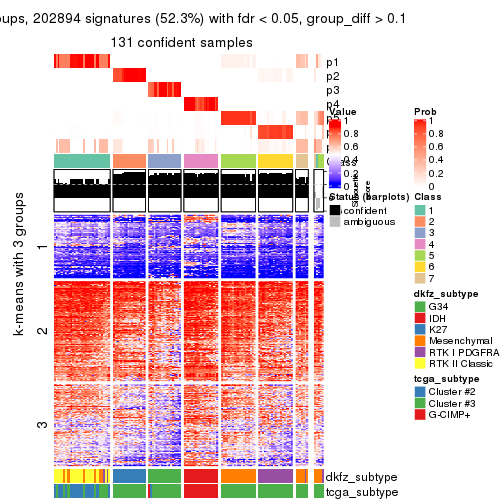 oups, 202894 signatures (52.3%) with fdr < 0.05, group_diff > 0.1
131 confident samples
p1
p2
p3
p4
k-means with 3 groups
1
2
3
Value
1
0.8
0.6
0.4
0.2
0
Prob
1
0.8
0.6
0.4
0.2
0
Status (barplots)
confident
ambiguous
Class
1
2
3
4
5
6
7
dkfz_subtype
G34
IDH
K27
Mesenchymal
RTK I PDGFRA
RTK II Classic
tcga_subtype
Cluster #2
Cluster #3
G-CIMP+
dkfz_subtype
tcga_subtype